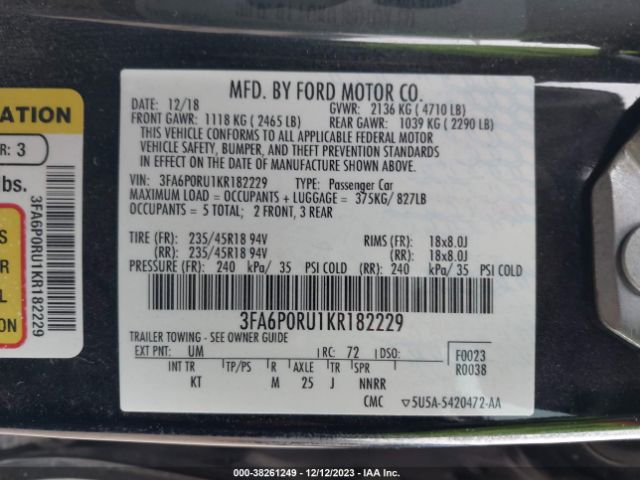 MFD. BY FORD MOTOR CO.
DATE: 12/18 GVWR: 2136 KG ( 4710 LB)
FRONT GAWR: 1118 KG ( 2465 LB) REAR GAWR: 1039 KG ( 2290 LB)
THIS VEHICLE CONFORMS TO ALL APPLICABLE FEDERAL MOTOR
VEHICLE SAFETY, BUMPER, AND THEFT PREVENTION STANDARDS
IN EFFECT ON THE DATE OF MANUFACTURE SHOWN ABOVE.
VIN: 3FA6P0RU1KR182229 TYPE: Passenger Car
MAXIMUM LOAD = OCCUPANTS + LUGGAGE = 375KG/ 827LB
OCCUPANTS = 5 TOTAL; 2 FRONT, 3 REAR
TIRE (FR): 235/45R18 94V RIMS (FR): 18x8.0J
(RR): 235/45R18 94V (RR): 18x8.0J
PRESSURE (FR): 240 kPa/ 35 PSI COLD (RR): 240 kPa/ 35 PSI COLD
3FA6P0RU1KR182229
TRAILER TOWING - SEE OWNER GUIDE
EXT PNT: UM RC: 72 DSO: F0023
INT TR TP/PS R AXLE TR SPR R0038
KT M 25 J NNRR
CMC ▽5U5A-5420472-AA
ATION
R: 3
lbs.
3FA6P0RU1KR182229
S
R
L
ION
000-38261249 - 12/12/2023 - IAA Inc.